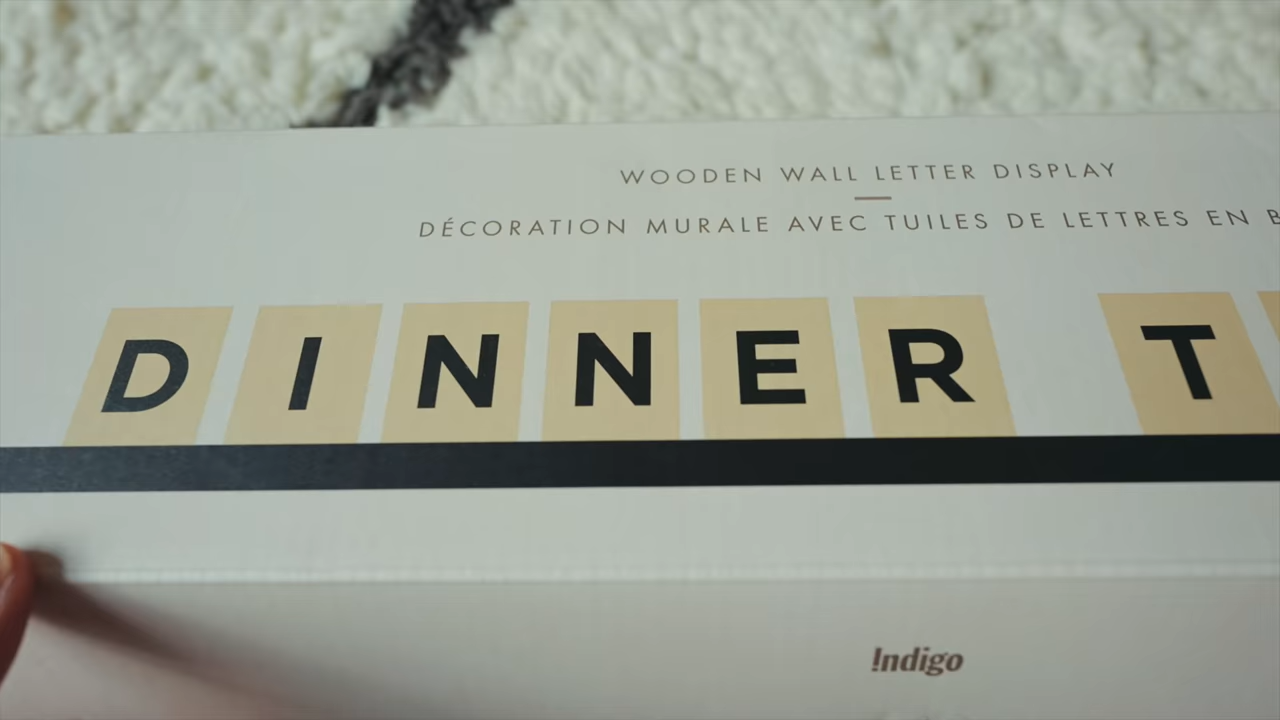 WOODEN WALL LETTER DISPLAY
DÉCORATION MURALE AVEC TUILES DE LETTRES EN
DINNER T
!ndigo